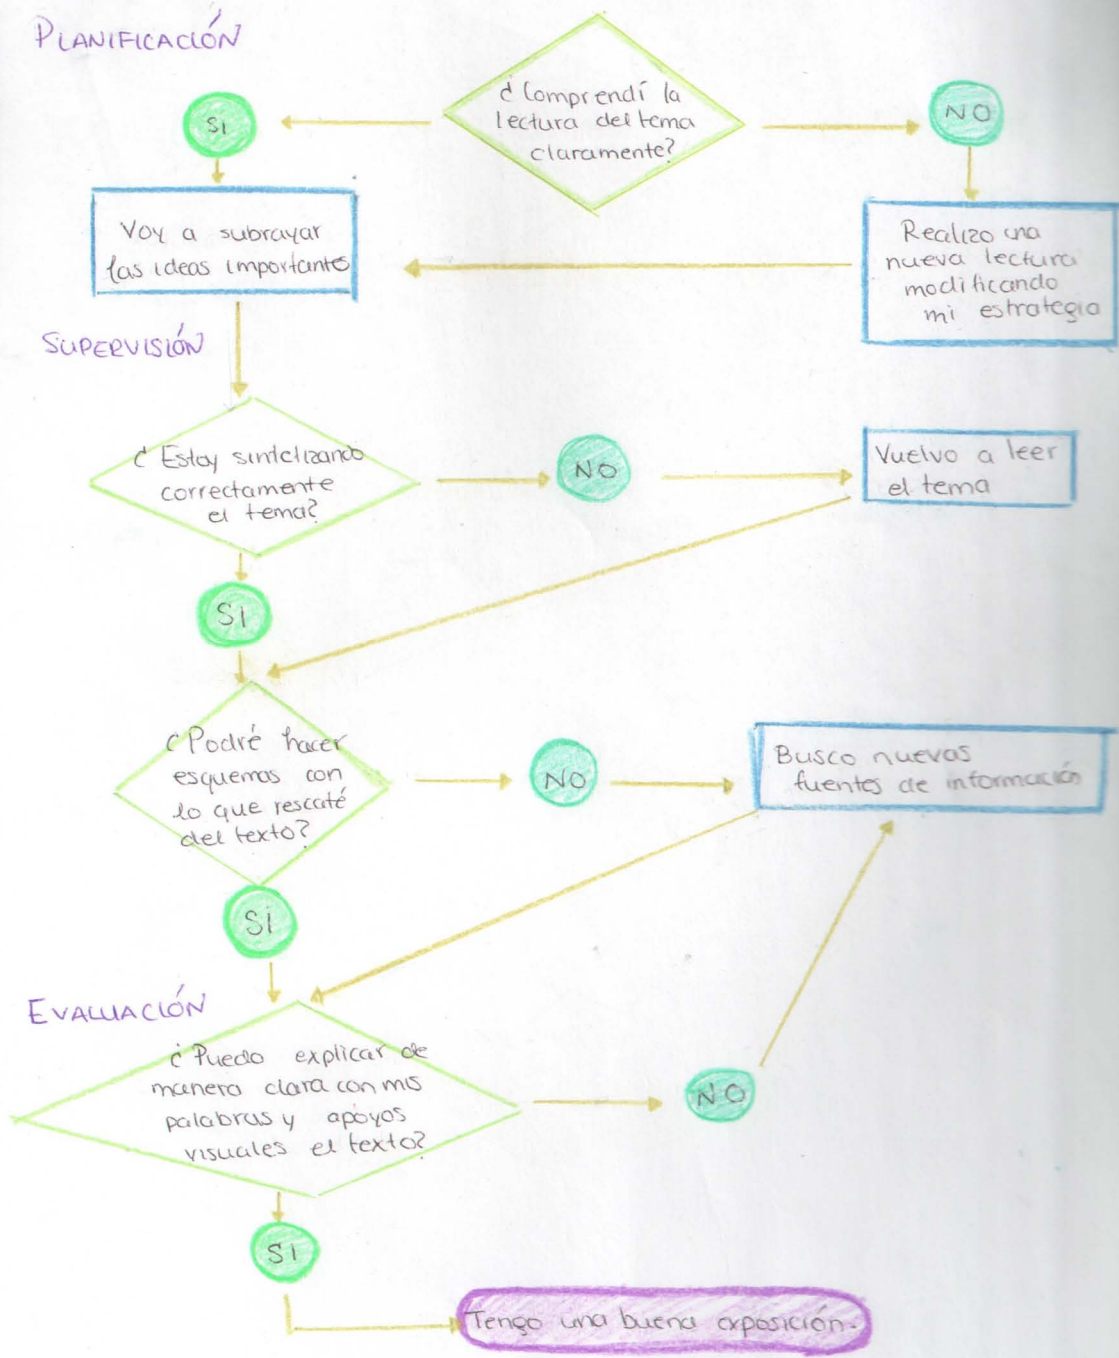 PLANIFICACIÓN
¿Comprendí la
lectura del tema
claramente?
SI
NO
Voy a subrayar
las ideas importantes
Realizo una
nueva lectura
modificando
mi estrategia
SUPERVISIÓN
¿Estoy sintetizando
correctamente
el tema?
NO
Vuelvo a leer
el tema
SI
¿Podré hacer
esquemas con
lo que rescaté
del texto?
NO
Busco nuevas
fuentes de información
SI
EVALUACIÓN
¿Puedo explicar de
manera clara con mis
palabras y apoyos
visuales el texto?
NO
SI
Tengo una buena exposición.